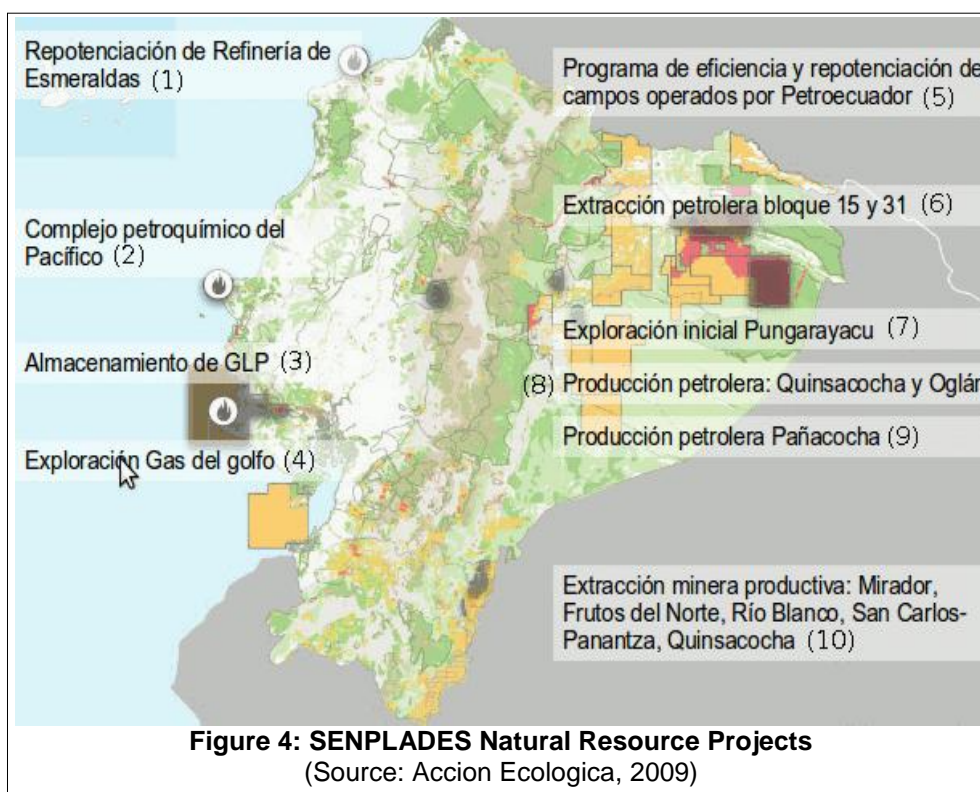 Repotenciación de Refinería de
Esmeraldas (1)
Complejo petroquímico del
Pacífico (2)
Almacenamiento de GLP (3)
Exploración Gas del golfo (4)
Programa de eficiencia y repotenciación de
campos operados por Petroecuador (5)
Extracción petrolera bloque 15 y 31 (6)
Exploración inicial Pungarayacu (7)
(8) Producción petrolera: Quinsacocha y Oglán
Producción petrolera Pañacocha (9)
Extracción minera productiva: Mirador,
Frutos del Norte, Río Blanco, San Carlos-
Panantza, Quinsacocha (10)
Figure 4: SENPLADES Natural Resource Projects
(Source: Accion Ecologica, 2009)